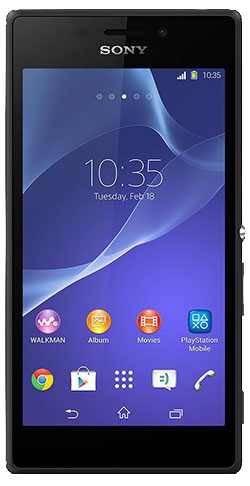 SONY
10:35
10:35
Tuesday, Feb 18
WALKMAN
Album
Movies
PlayStation
Mobile